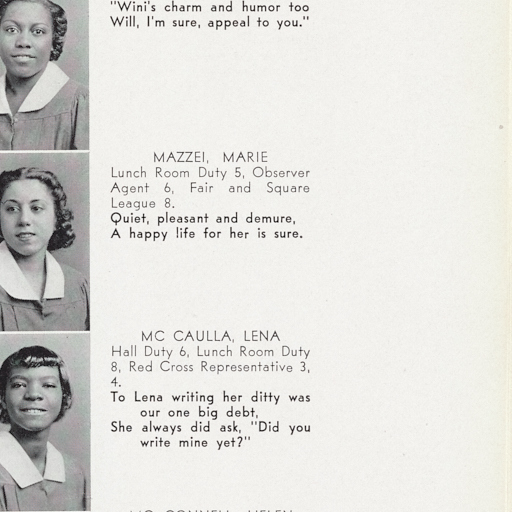 "Wini's charm and humor too
Will, I'm sure, appeal to you."
MAZZEI, MARIE
Lunch Room Duty 5, Observer
Agent 6, Fair and Square
League 8.
Quiet, pleasant and demure,
A happy life for her is sure.
MC CAULLA, LENA
Hall Duty 6, Lunch Room Duty
8, Red Cross Representative 3,
4.
To Lena writing her ditty was
our one big debt,
She always did ask, "Did you
write mine yet?"